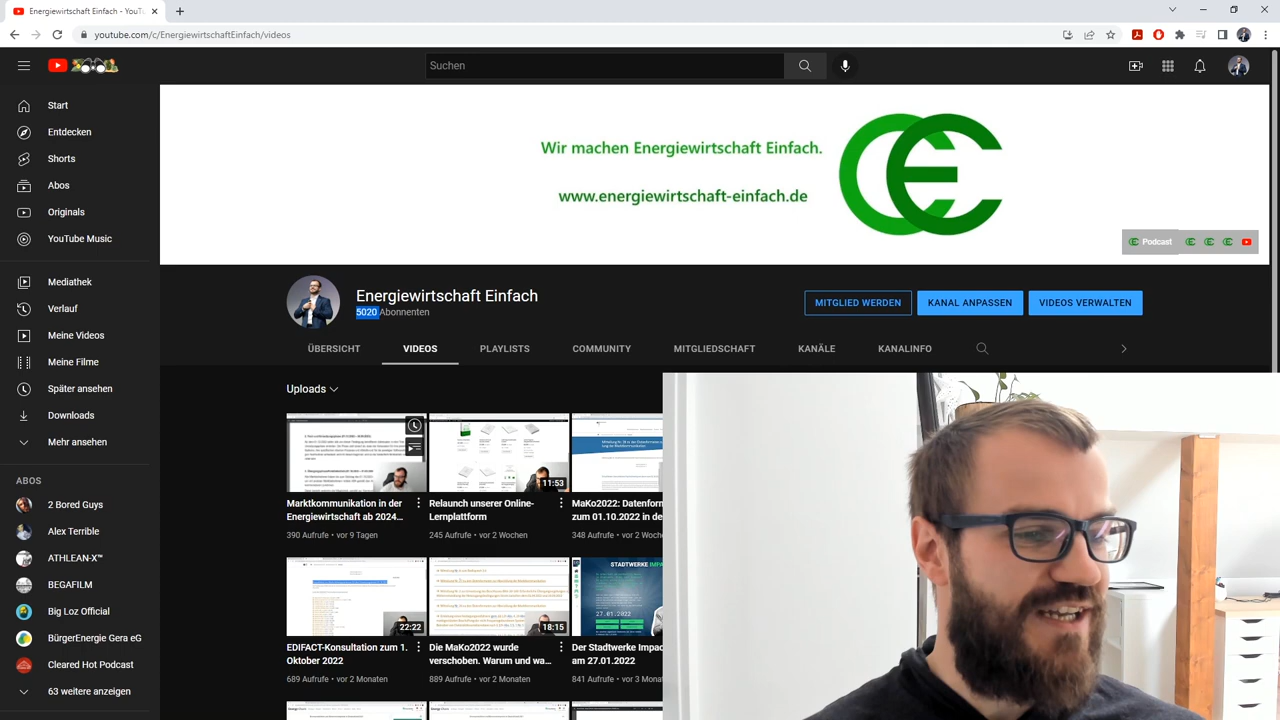 Energiewirtschaft Einfach - YouT
youtube.com/c/EnergiewirtschaftEinfach/videos
Suchen
Start
Entdecken
Shorts
Abos
Originals
YouTube Music
Mediathek
Verlauf
Meine Videos
Meine Filme
Später ansehen
Downloads
Mehr ansehen
ABOS
2 Bored Guys
Alex Terrible
ATHLEAN-X™
BEGAFILM
Big Loz Official
BürgerEnergie Gera eG
Cleared Hot Podcast
63 weitere anzeigen
Wir machen Energiewirtschaft Einfach.
www.energiewirtschaft-einfach.de
Podcast
Energiewirtschaft Einfach
5020 Abonnenten
MITGLIED WERDEN
KANAL ANPASSEN
VIDEOS VERWALTEN
ÜBERSICHT
VIDEOS
PLAYLISTS
COMMUNITY
MITGLIEDSCHAFT
KANÄLE
KANALINFO
Uploads
Marktkommunikation in der
Energiewirtschaft ab 2024...
390 Aufrufe • vor 9 Tagen
11:53
Relaunch unserer Online-
Lernplattform
245 Aufrufe • vor 2 Wochen
MaKo2022: Datenform
zum 01.10.2022 in de
348 Aufrufe • vor 2 Woch
22:22
EDIFACT-Konsultation zum 1.
Oktober 2022
689 Aufrufe • vor 2 Monaten
18:15
Die MaKo2022 wurde
verschoben. Warum und wa...
889 Aufrufe • vor 2 Monaten
STADTWERKE IMPA
27.01.2022
Der Stadtwerke Impac
am 27.01.2022
841 Aufrufe • vor 3 Mona